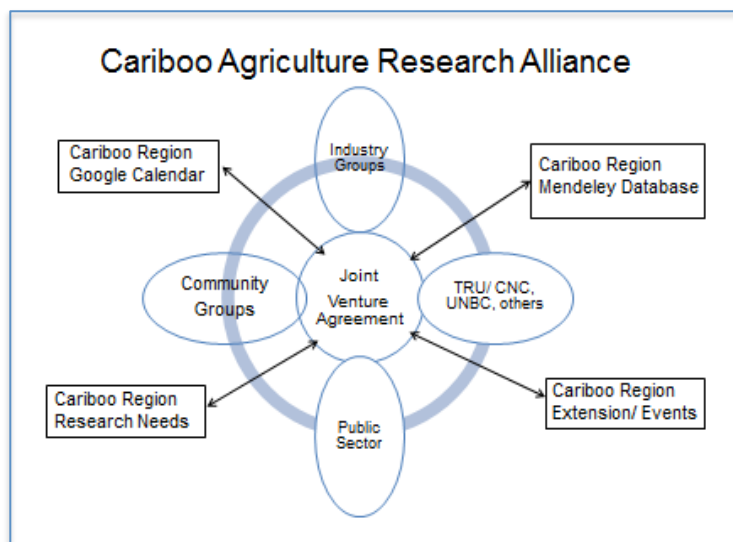 Cariboo Agriculture Research Alliance
Industry
Groups
Cariboo Region
Google Calendar
Cariboo Region
Mendeley Database
Community
Groups
Joint
Venture
Agreement
TRU/ CNC,
UNBC, others
Cariboo Region
Research Needs
Public
Sector
Cariboo Region
Extension/ Events